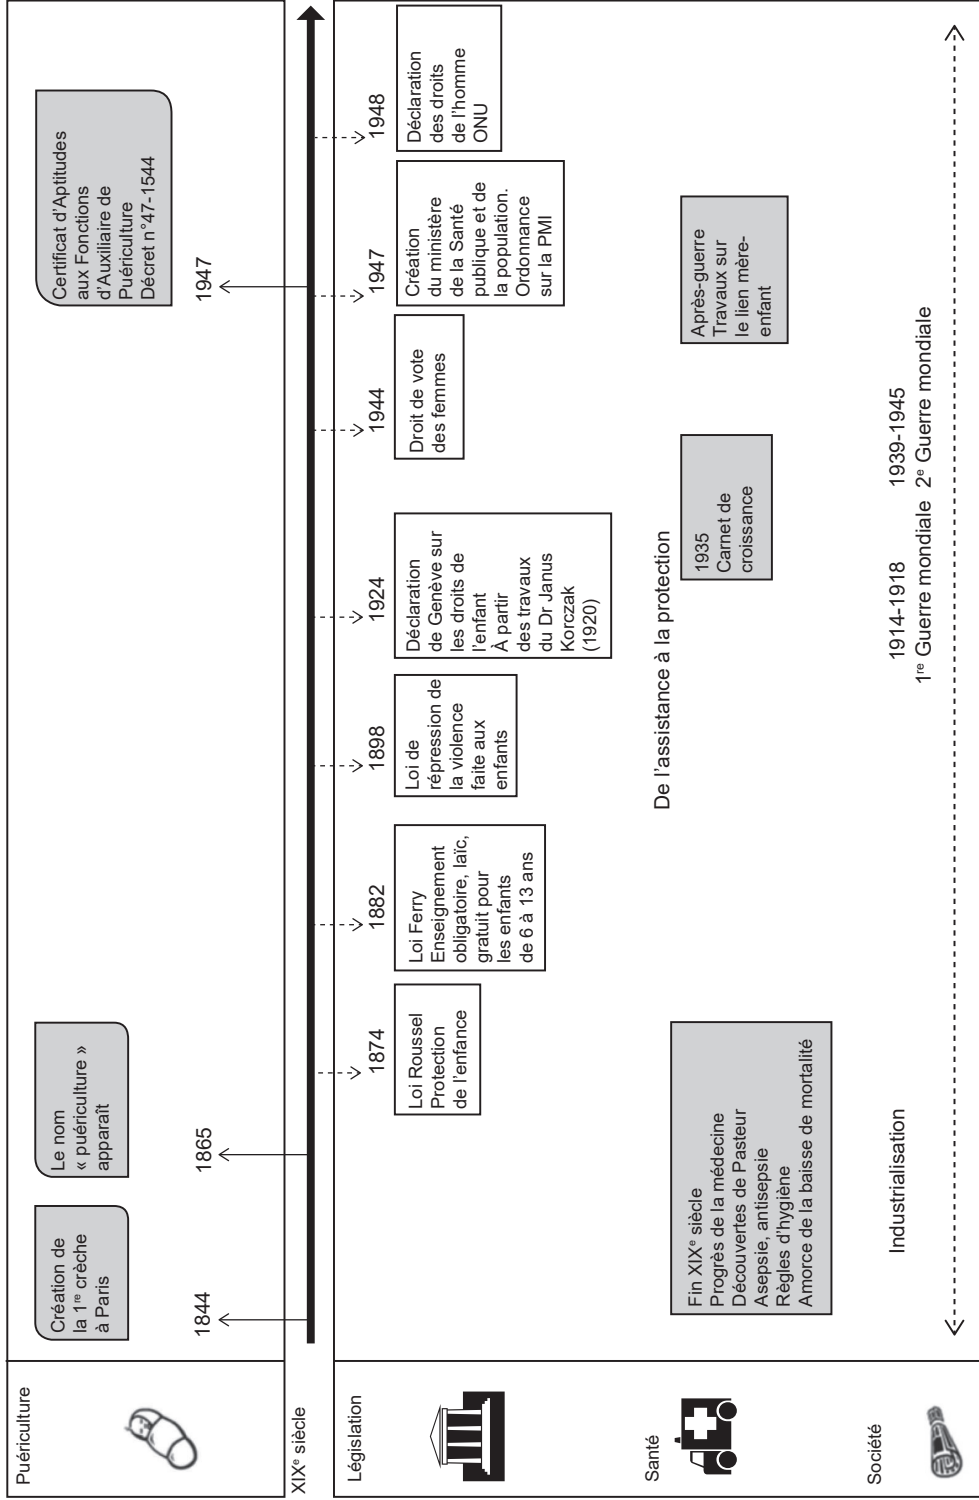 Puériculture
Création de
la 1re crèche
à Paris
1844
Le nom
« puériculture »
apparaît
1865
Certificat d'Aptitudes
aux Fonctions
d'Auxiliaire de
Puériculture
Décret n°47-1544
1947
XIXe siècle
Législation
1874
Loi Roussel
Protection
de l'enfance
1882
Loi Ferry
Enseignement
obligatoire, laïc,
gratuit pour
les enfants
de 6 à 13 ans
1898
Loi de
répression de
la violence
faite aux
enfants
1924
Déclaration
de Genève sur
les droits de
l'enfant
À partir
des travaux
du Dr Janus
Korczak
(1920)
1944
Droit de vote
des femmes
1947
Création
du ministère
de la Santé
publique et de
la population.
Ordonnance
sur la PMI
1948
Déclaration
des droits
de l'homme
ONU
De l'assistance à la protection
Santé
Fin XIXe siècle
Progrès de la médecine
Découvertes de Pasteur
Asepsie, antisepsie
Règles d'hygiène
Amorce de la baisse de mortalité
1935
Carnet de
croissance
Après-guerre
Travaux sur
le lien mère-
enfant
Société
Industrialisation
1914-1918
1re Guerre mondiale
1939-1945
2e Guerre mondiale